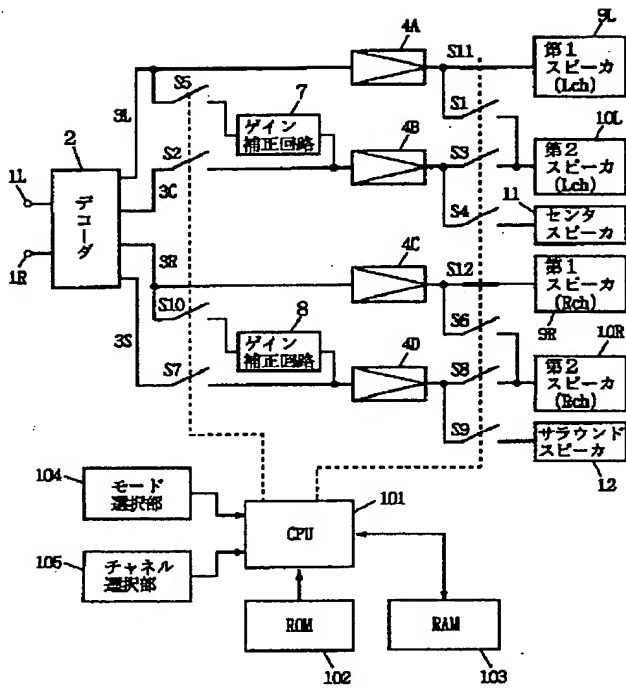 4A
S11
9L
第1
スピーカ
(Lch)
S5
7
S1
3L
ゲイン
補正回路
4B
10L
2
S2
S3
第2
スピーカ
(Lch)
1L
3C
デコーダ
S4
11
センタ
スピーカ
1R
3R
4C
S12
第1
スピーカ
(Rch)
9R
S10
8
S6
10R
3S
ゲイン
補正回路
4D
S7
S8
第2
スピーカ
(Rch)
S9
サラウンド
スピーカ
12
104
モード
選択部
101
CPU
105
チャネル
選択部
ROM
RAM
102
103